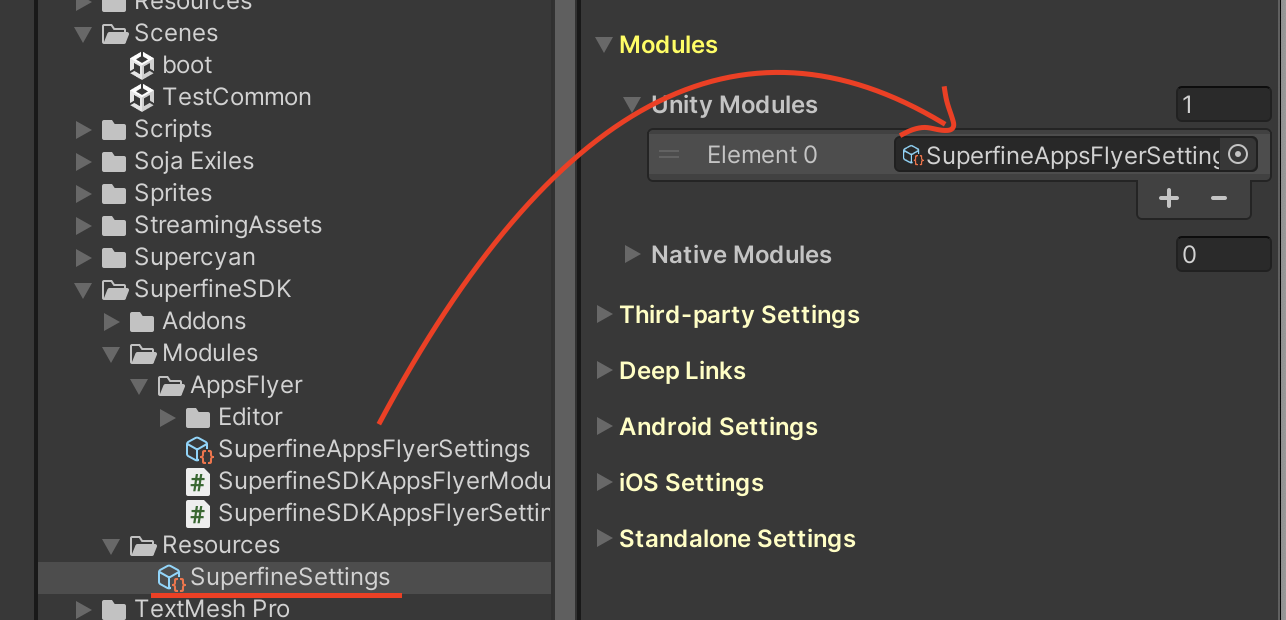 Resources
Scenes
boot
TestCommon
Scripts
Soja Exiles
Sprites
StreamingAssets
Supercyan
SuperfineSDK
Addons
Modules
AppsFlyer
Editor
SuperfineAppsFlyerSettings
SuperfineSDKAppsFlyerModu
SuperfineSDKAppsFlyerSettin
Resources
SuperfineSettings
TextMesh Pro
Modules
Unity Modules 1
Element 0 SuperfineAppsFlyerSetting
Native Modules 0
Third-party Settings
Deep Links
Android Settings
iOS Settings
Standalone Settings